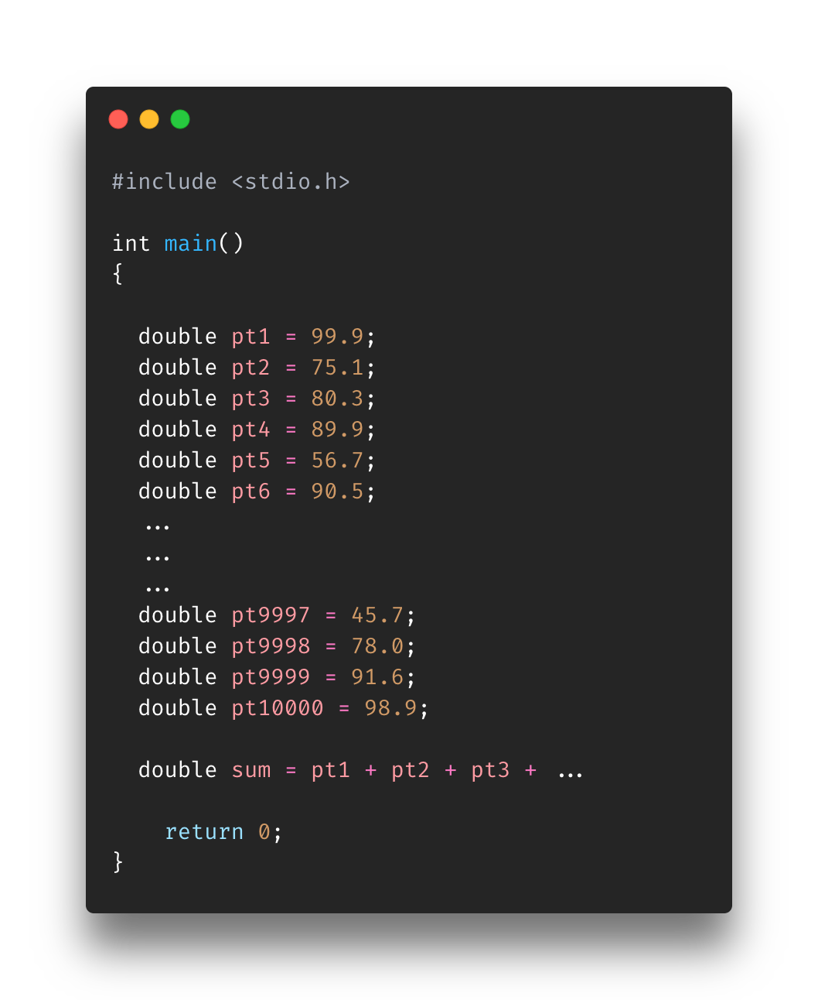 #include <stdio.h>
int main()
{
double pt1 = 99.9;
double pt2 = 75.1;
double pt3 = 80.3;
double pt4 = 89.9;
double pt5 = 56.7;
double pt6 = 90.5;
...
...
...
double pt9997 = 45.7;
double pt9998 = 78.0;
double pt9999 = 91.6;
double pt10000 = 98.9;
double sum = pt1 + pt2 + pt3 + ...
return 0;
}